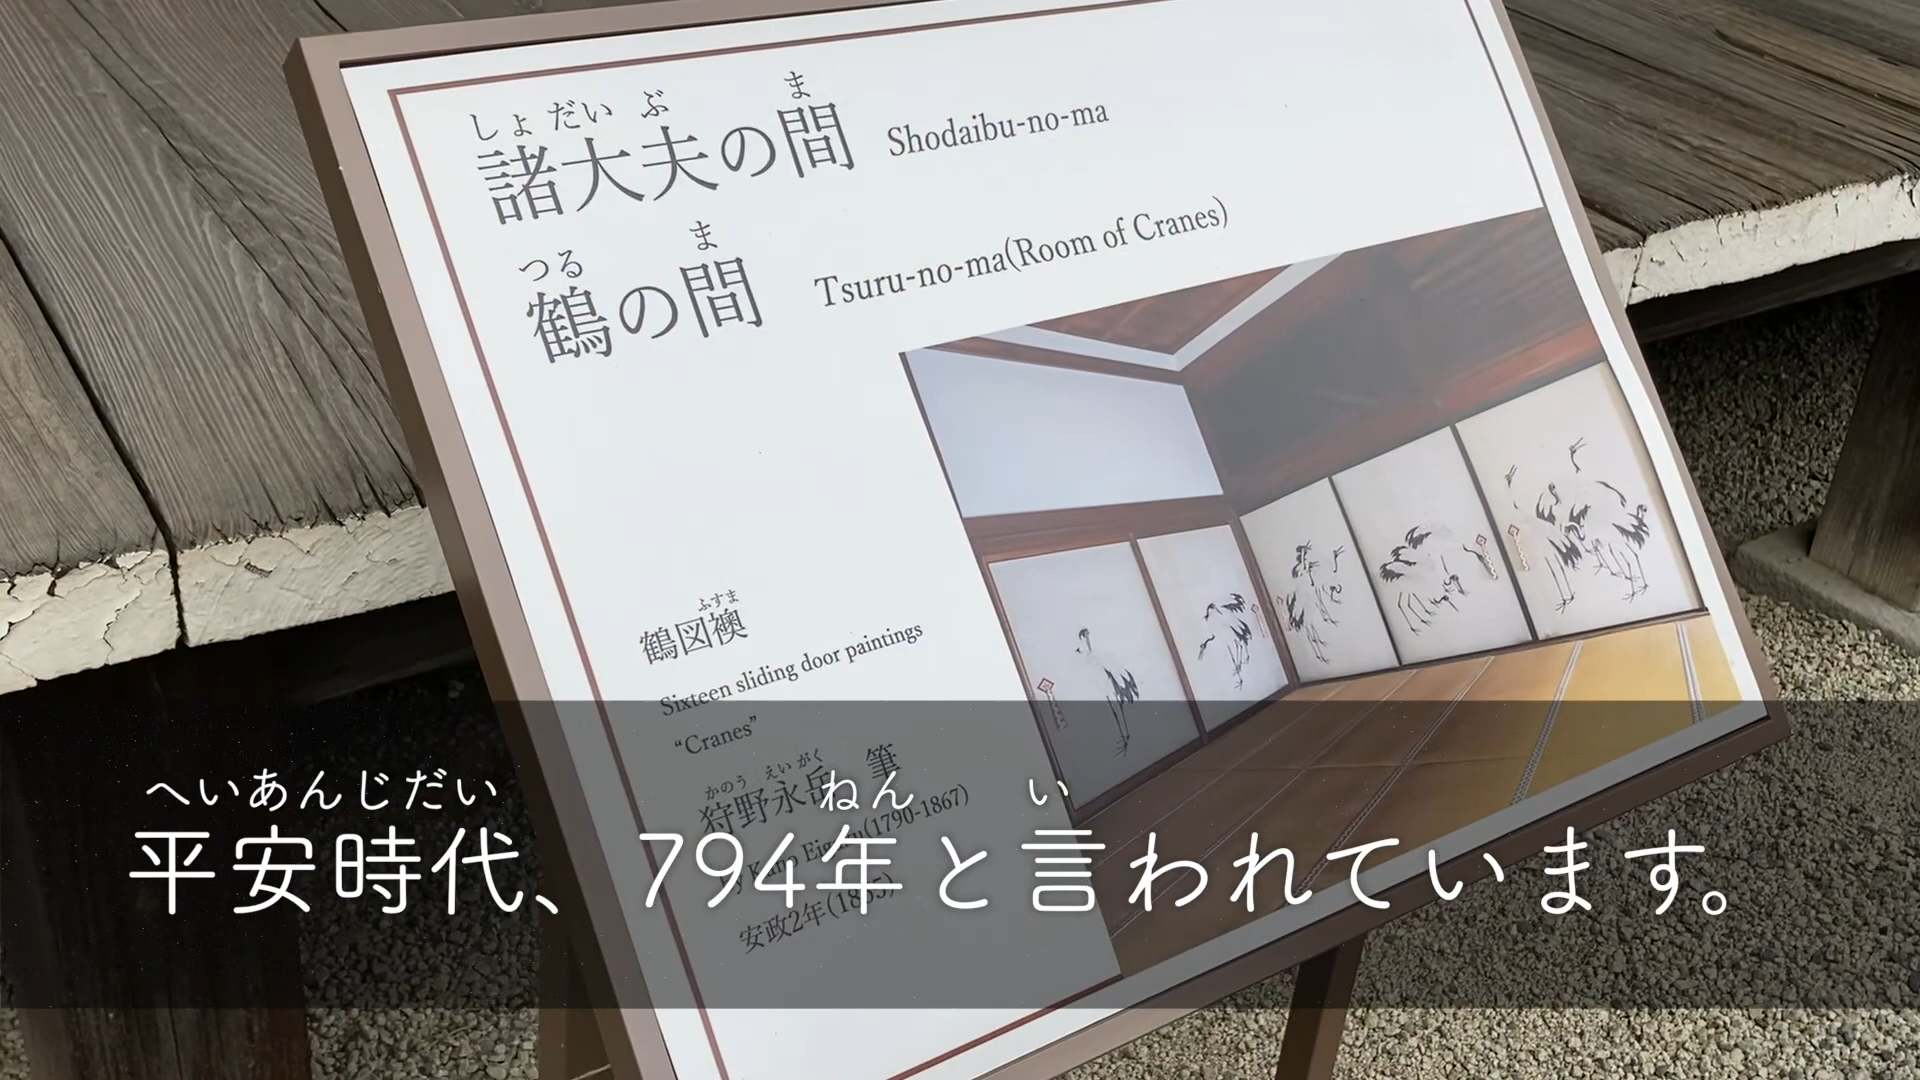 しょだいぶ ま
諸大夫の間 Shodaibu-no-ma
つる ま
鶴の間 Tsuru-no-ma(Room of Cranes)
ふすま
鶴図襖
Sixteen sliding door paintings
“Cranes”
かのう えいがく
狩野永岳 筆
(1790-1867)
安政2年(1855)
へいあんじだい ねん い
平安時代、794年と言われています。